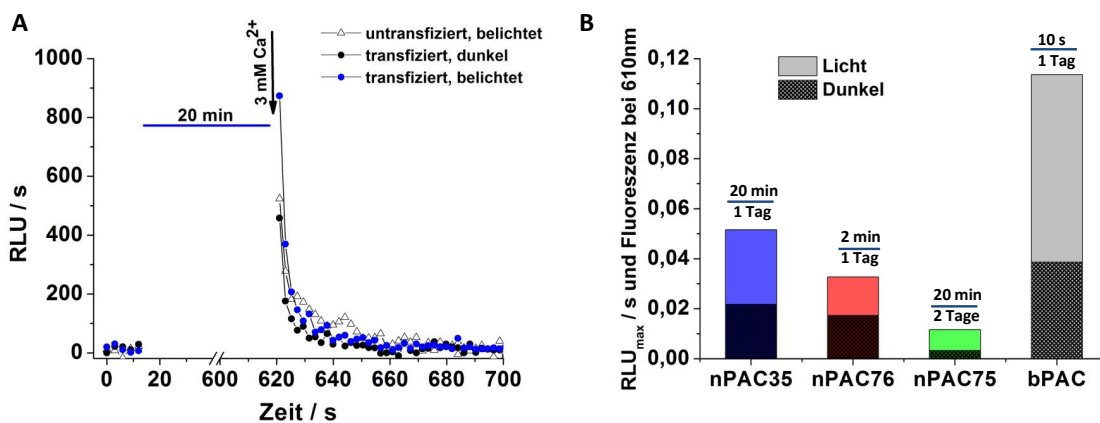 A
untransfiziert, belichtet
transfiziert, dunkel
transfiziert, belichtet
3 mM Ca²⁺
20 min
RLU / s
1000
800
600
400
200
0
0 20 600 620 640 660 680 700
Zeit / s
B
Licht
Dunkel
RLUmax / s und Fluoreszenz bei 610nm
0,12
0,10
0,08
0,06
0,04
0,02
0,00
20 min
1 Tag
2 min
1 Tag
20 min
2 Tage
10 s
1 Tag
nPAC35 nPAC76 nPAC75 bPAC